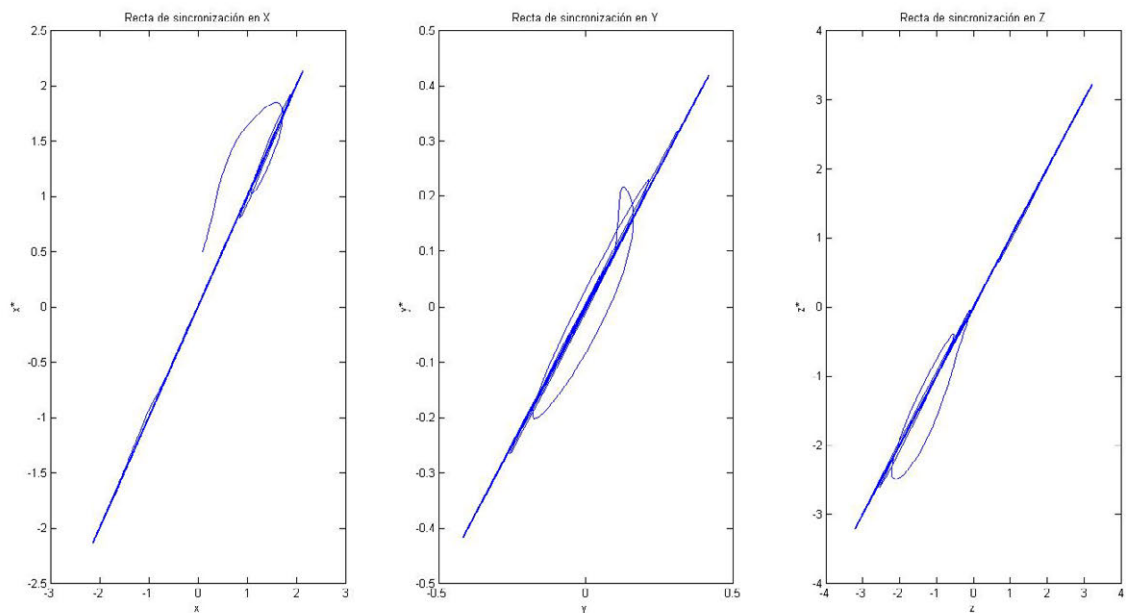 Recta de sincronización en X
2.5
2
1.5
1
0.5
0
-0.5
-1
-1.5
-2
-2.5
-3 -2 -1 0 1 2 3
x*
x
Recta de sincronización en Y
0.5
0.4
0.3
0.2
0.1
0
-0.1
-0.2
-0.3
-0.4
-0.5
-0.5 0 0.5
y*
y
Recta de sincronización en Z
4
3
2
1
0
-1
-2
-3
-4
-4 -3 -2 -1 0 1 2 3 4
z*
z